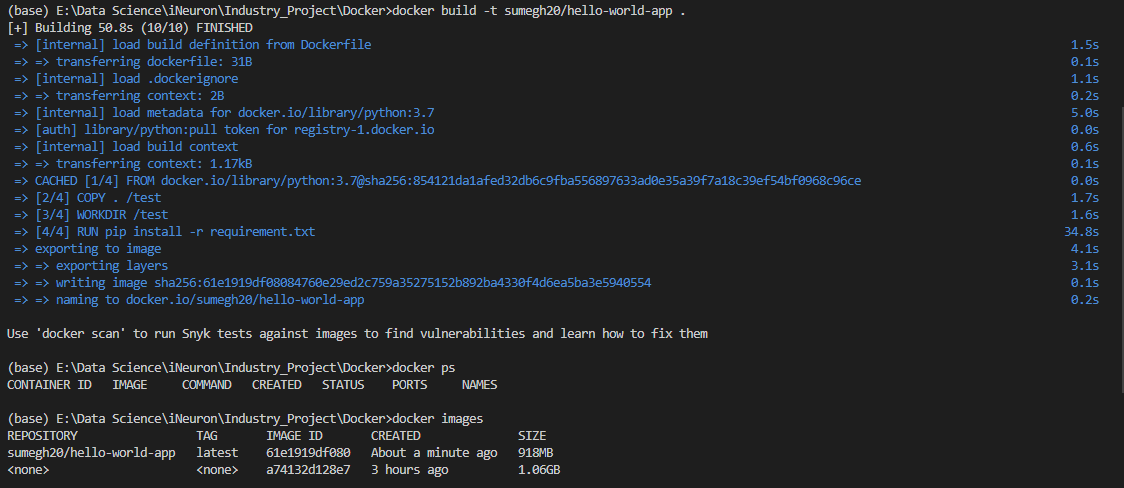 (base) E:\Data Science\iNeuron\Industry_Project\Docker>docker build -t sumegh20/hello-world-app .
[+] Building 50.8s (10/10) FINISHED
=> [internal] load build definition from Dockerfile 1.5s
=> => transferring dockerfile: 31B 0.1s
=> [internal] load .dockerignore 1.1s
=> => transferring context: 2B 0.2s
=> [internal] load metadata for docker.io/library/python:3.7 5.0s
=> [auth] library/python:pull token for registry-1.docker.io 0.0s
=> [internal] load build context 0.6s
=> => transferring context: 1.17kB 0.1s
=> CACHED [1/4] FROM docker.io/library/python:3.7@sha256:854121da1afed32db6c9fba556897633ad0e35a39f7a18c39ef54bf0968c96ce 0.0s
=> [2/4] COPY . /test 1.7s
=> [3/4] WORKDIR /test 1.6s
=> [4/4] RUN pip install -r requirement.txt 34.8s
=> exporting to image 4.1s
=> => exporting layers 3.1s
=> => writing image sha256:61e1919df08084760e29ed2c759a35275152b892ba4330f4d6ea5ba3e5940554 0.1s
=> => naming to docker.io/sumegh20/hello-world-app 0.2s
Use 'docker scan' to run Snyk tests against images to find vulnerabilities and learn how to fix them
(base) E:\Data Science\iNeuron\Industry_Project\Docker>docker ps
CONTAINER ID IMAGE COMMAND CREATED STATUS PORTS NAMES
(base) E:\Data Science\iNeuron\Industry_Project\Docker>docker images
REPOSITORY TAG IMAGE ID CREATED SIZE
sumegh20/hello-world-app latest 61e1919df080 About a minute ago 918MB
<none> <none> a74132d128e7 3 hours ago 1.06GB